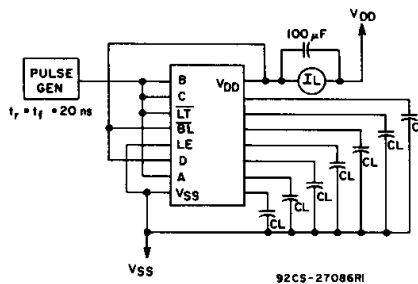 VDD
100 µF
PULSE
GEN
tr = tf = 20 ns
B
C
LT
BL
LE
D
A
VSS
VDD
IL
C
CL
CL
CL
CL
CL
CL
VSS
92CS-27086RI